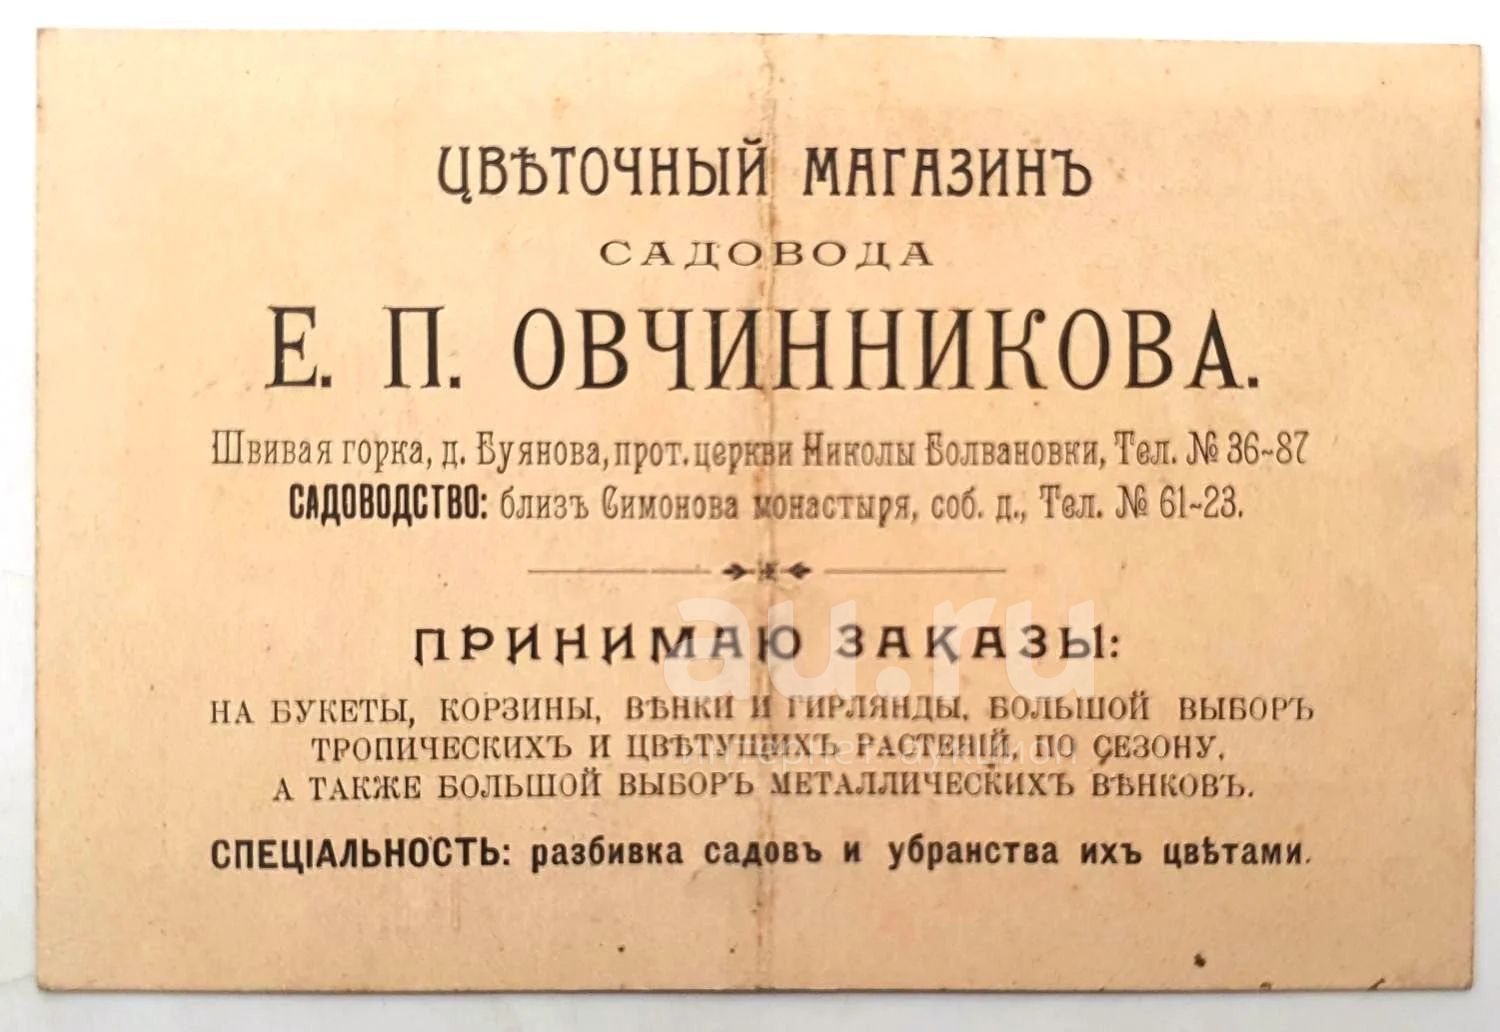 ЦВѢТОЧНЫЙ МАГАЗИНЪ
САДОВОДА
Е. П. ОВЧИННИКОВА.
Швивая горка, д. Буянова, прот. церкви Николы Болвановки, Тел. № 36-87
САДОВОДСТВО: близъ Симонова монастыря, соб. д., Тел. № 61-23.
ПРИНИМАЮ ЗАКАЗЫ:
au.ru
НА БУКЕТЫ, КОРЗИНЫ, ВѢНКИ И ГИРЛЯНДЫ, БОЛЬШОЙ ВЫБОРЪ
ТРОПИЧЕСКИХЪ И ЦВѢТУЩИХЪ РАСТЕНІЙ, ПО СЕЗОНУ,
интернет-аукцион
А ТАКЖЕ БОЛЬШОЙ ВЫБОРЪ МЕТАЛЛИЧЕСКИХЪ ВѢНКОВЪ.
СПЕЦІАЛЬНОСТЬ: разбивка садовъ и убранства ихъ цвѣтами.